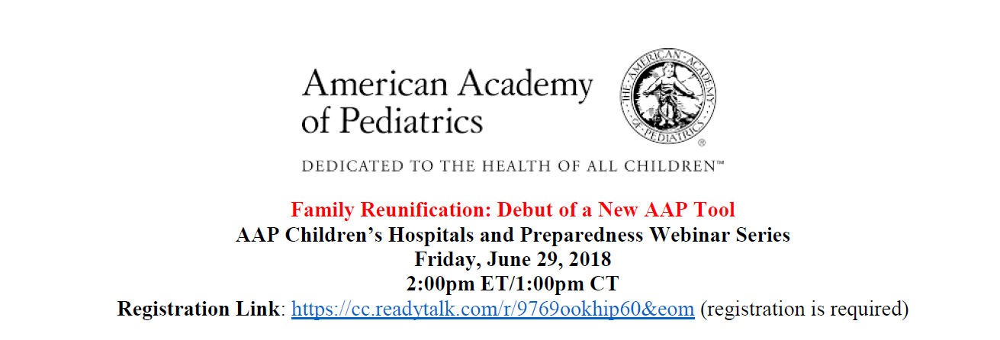 American Academy
of Pediatrics
THE AMERICAN ACADEMY OF PEDIATRICS
®
DEDICATED TO THE HEALTH OF ALL CHILDREN™
Family Reunification: Debut of a New AAP Tool
AAP Children's Hospitals and Preparedness Webinar Series
Friday, June 29, 2018
2:00pm ET/1:00pm CT
Registration Link: https://cc.readytalk.com/r/9769ookhip60&eom (registration is required)